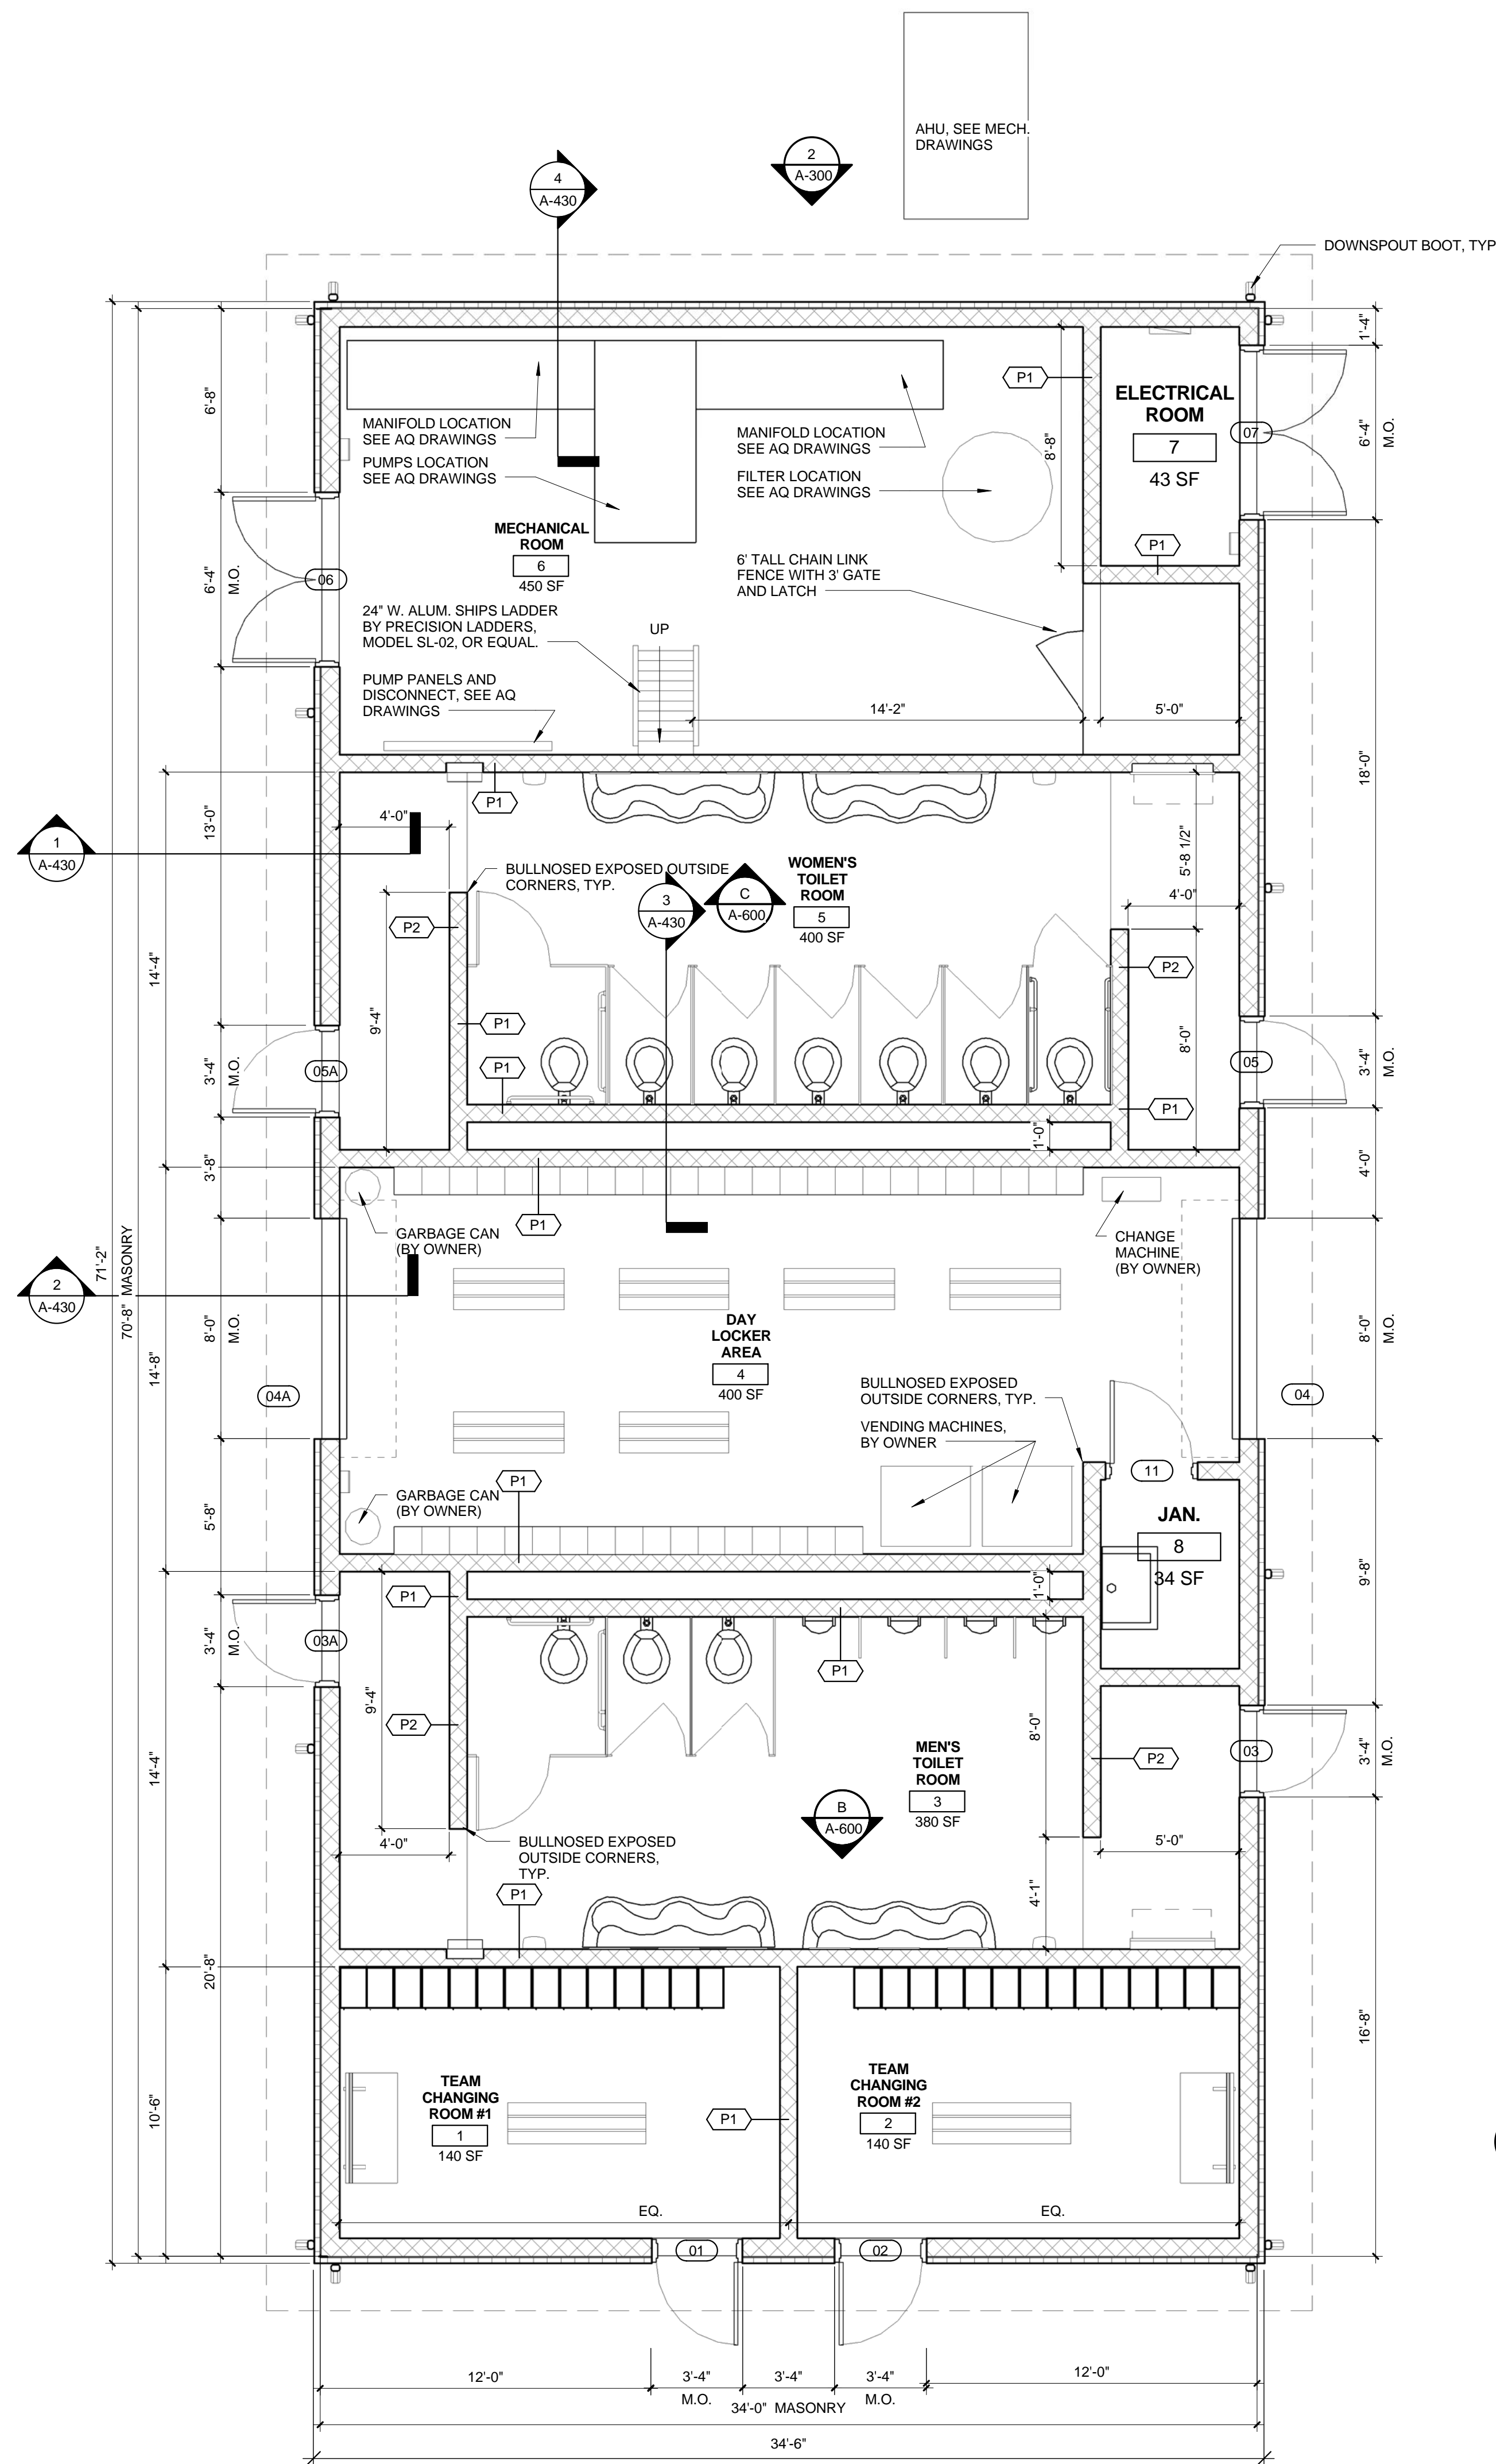 AHU, SEE MECH.
DRAWINGS
2
A-300
4
A-430
DOWNSPOUT BOOT, TYP
1'-4"
6'-8"
P1
ELECTRICAL
ROOM
7
43 SF
07
6'-4"
M.O.
8'-8"
MANIFOLD LOCATION
SEE AQ DRAWINGS
PUMPS LOCATION
SEE AQ DRAWINGS
MANIFOLD LOCATION
SEE AQ DRAWINGS
FILTER LOCATION
SEE AQ DRAWINGS
MECHANICAL
ROOM
6
450 SF
P1
6' TALL CHAIN LINK
FENCE WITH 3' GATE
AND LATCH
06
6'-4"
M.O.
24" W. ALUM. SHIPS LADDER
BY PRECISION LADDERS,
MODEL SL-02, OR EQUAL.
UP
PUMP PANELS AND
DISCONNECT, SEE AQ
DRAWINGS
14'-2"
5'-0"
18'-0"
P1
13'-0"
4'-0"
1
A-430
BULLNOSED EXPOSED OUTSIDE
CORNERS, TYP.
WOMEN'S
TOILET
ROOM
5
400 SF
3
A-430
C
A-600
5'-8 1/2"
4'-0"
P2
P2
14'-4"
9'-4"
P1
P1
8'-0"
05A
3'-4"
M.O.
05
3'-4"
M.O.
P1
1'-0"
3'-8"
4'-0"
P1
GARBAGE CAN
(BY OWNER)
CHANGE
MACHINE
(BY OWNER)
71'-2"
70'-8" MASONRY
2
A-430
8'-0"
M.O.
8'-0"
M.O.
14'-8"
DAY
LOCKER
AREA
4
400 SF
04A
04
BULLNOSED EXPOSED
OUTSIDE CORNERS, TYP.
VENDING MACHINES,
BY OWNER
11
P1
GARBAGE CAN
(BY OWNER)
JAN.
8
34 SF
5'-8"
9'-8"
1'-0"
P1
03A
3'-4"
M.O.
P1
9'-4"
P2
8'-0"
MEN'S
TOILET
ROOM
3
380 SF
P2
03
3'-4"
M.O.
14'-4"
B
A-600
4'-0"
BULLNOSED EXPOSED
OUTSIDE CORNERS,
TYP.
5'-0"
P1
4'-1"
20'-8"
16'-8"
10'-6"
TEAM
CHANGING
ROOM #1
1
140 SF
P1
TEAM
CHANGING
ROOM #2
2
140 SF
EQ.
EQ.
01
02
12'-0"
3'-4"
M.O.
3'-4"
3'-4"
M.O.
12'-0"
34'-0" MASONRY
34'-6"